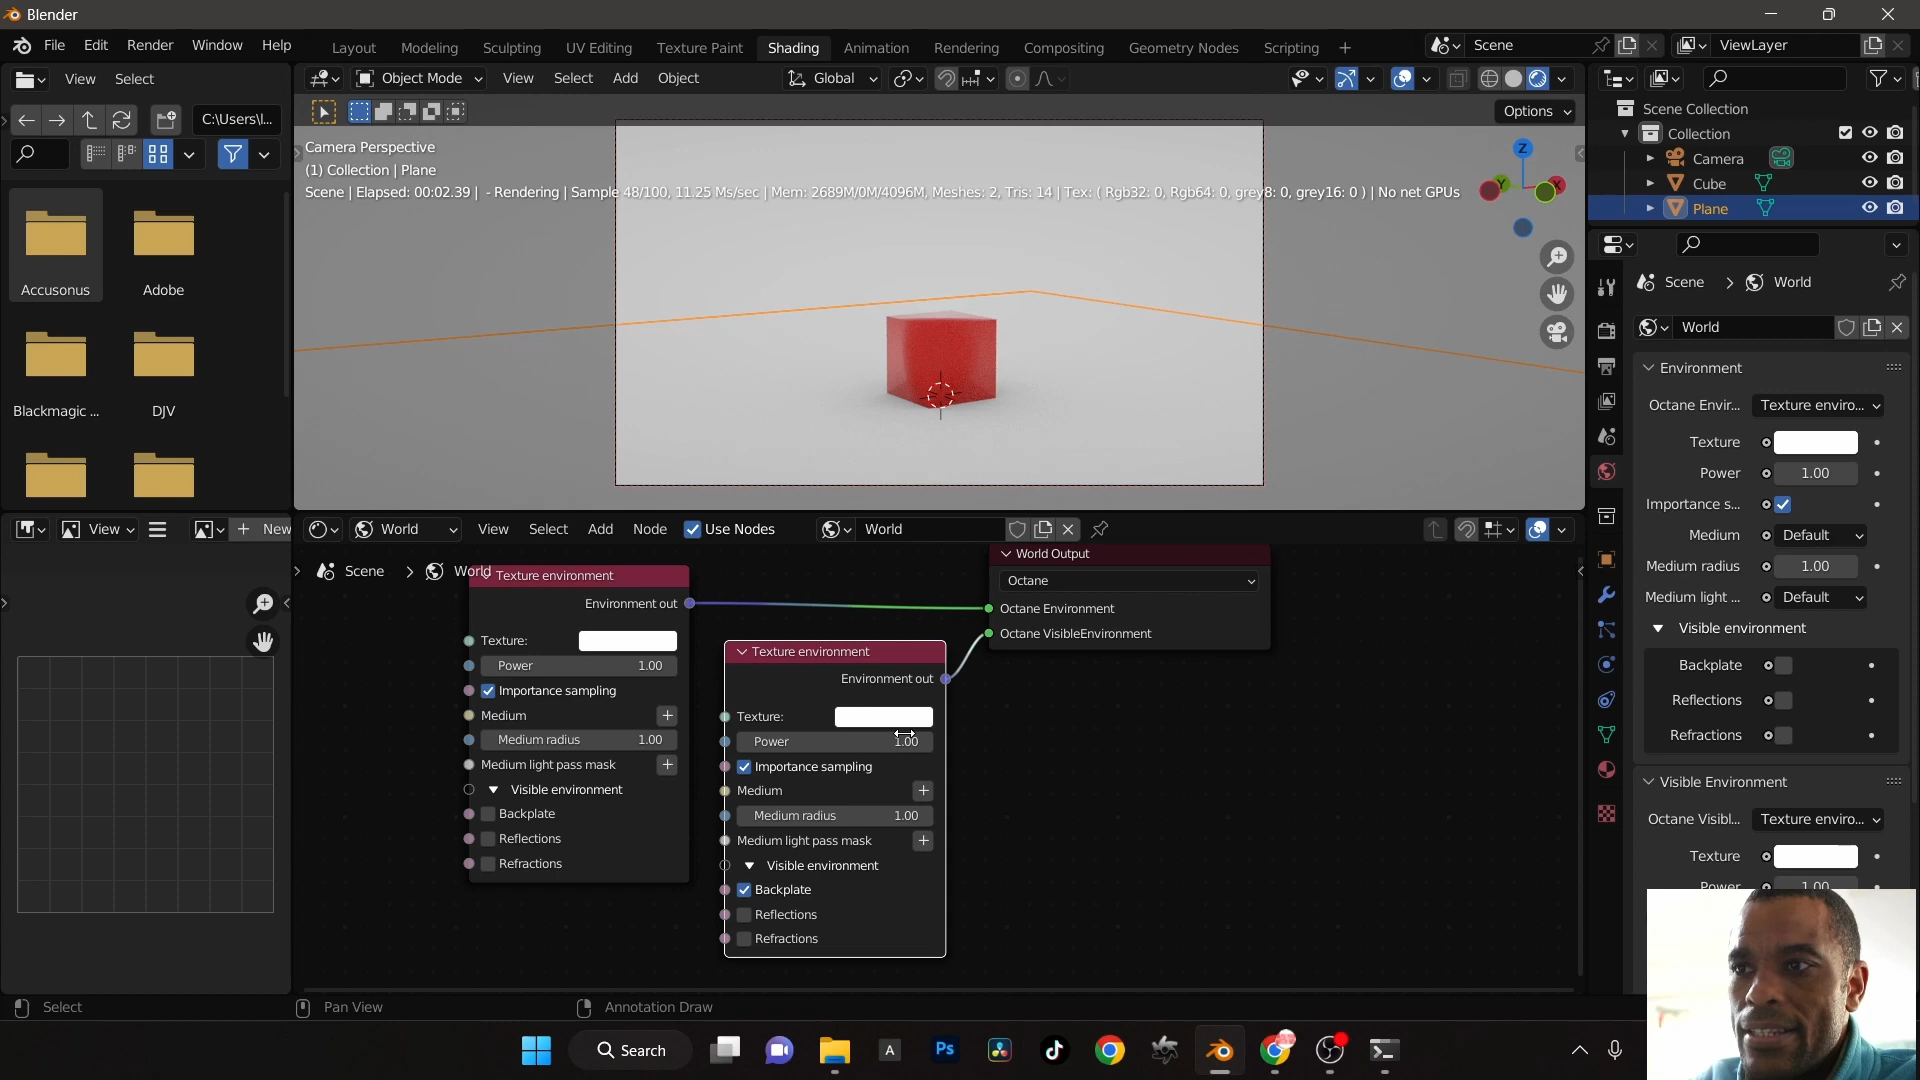 Blender
File Edit Render Window Help
Layout Modeling Sculpting UV Editing Texture Paint Shading Animation Rendering Compositing Geometry Nodes Scripting +
Scene
ViewLayer
View Select
Object Mode View Select Add Object
Global
C:\Users\l...
Options
Camera Perspective
(1) Collection | Plane
Scene | Elapsed: 00:02.39 | - Rendering | Sample 48/100, 11.25 Ms/sec | Mem: 2689M/0M/4096M, Meshes: 2, Tris: 14 | Tex: ( Rgb32: 0, Rgb64: 0, grey8: 0, grey16: 0 ) | No net GPUs
Z
Y
X
Accusonus
Adobe
Blackmagic ...
DJV
Scene Collection
Collection
Camera
Cube
Plane
Scene > World
World
Environment
Octane Envir... Texture enviro...
Texture
Power 1.00
Importance s...
Medium Default
Medium radius 1.00
Medium light ... Default
Visible environment
Backplate
Reflections
Refractions
Visible Environment
Octane Visibl... Texture enviro...
Texture
Power 1.00
View
+ New
World
View Select Add Node Use Nodes
World
Scene > World
Texture environment
Environment out
Texture:
Power 1.00
Importance sampling
Medium +
Medium radius 1.00
Medium light pass mask +
Visible environment
Backplate
Reflections
Refractions
Texture environment
Environment out
Texture:
Power 1.00
Importance sampling
Medium +
Medium radius 1.00
Medium light pass mask +
Visible environment
Backplate
Reflections
Refractions
World Output
Octane
Octane Environment
Octane VisibleEnvironment
Select
Pan View
Annotation Draw
Search
A
Ps